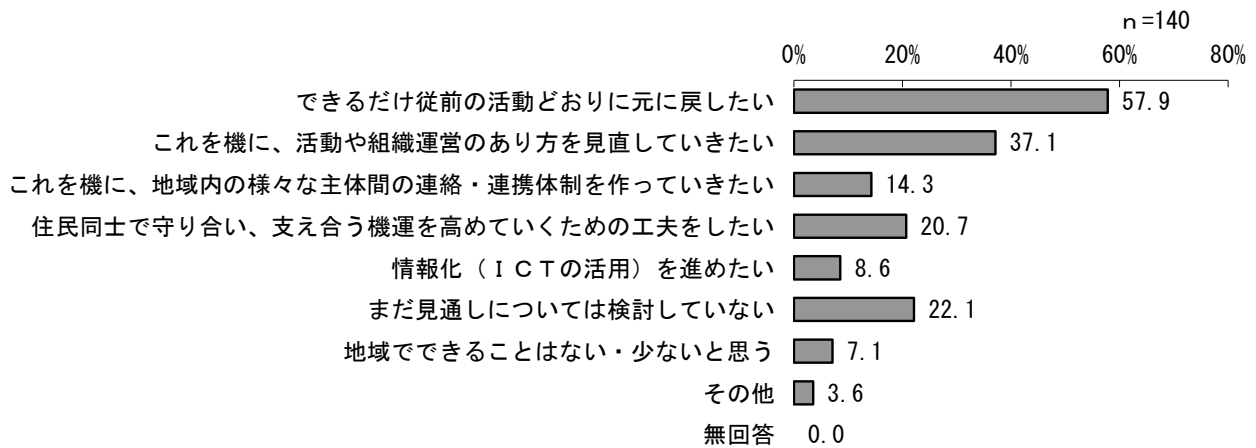 n=140
0% 20% 40% 60% 80%
できるだけ従前の活動どおりに元に戻したい 57.9
これを機に、活動や組織運営のあり方を見直していきたい 37.1
これを機に、地域内の様々な主体間の連絡・連携体制を作っていきたい 14.3
住民同士で守り合い、支え合う機運を高めていくための工夫をしたい 20.7
情報化（ＩＣＴの活用）を進めたい 8.6
まだ見通しについては検討していない 22.1
地域でできることはない・少ないと思う 7.1
その他 3.6
無回答 0.0